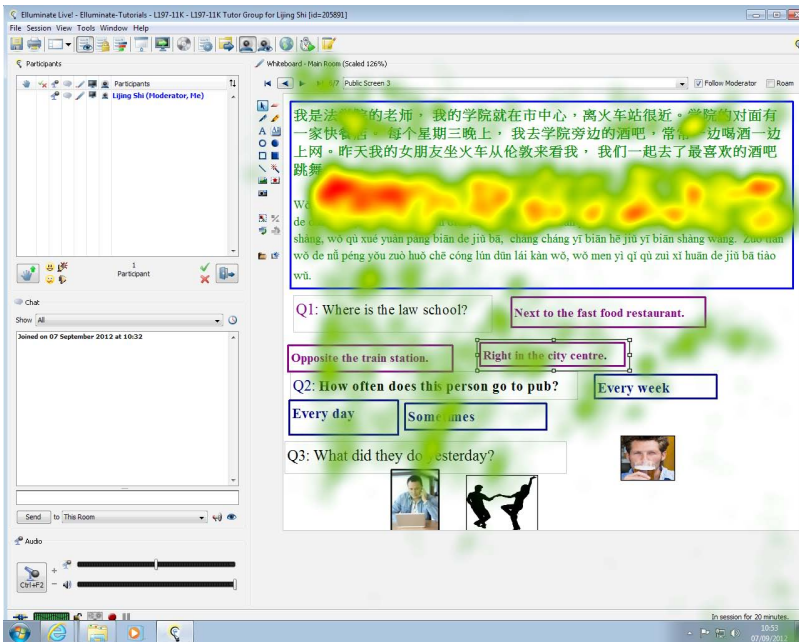 Elluminate Live! - Elluminate-Tutorials - L197-11K - L197-11K Tutor Group for Lijing Shi [id=205891]
File Session View Tools Window Help
Participants
Participants
Lijing Shi (Moderator, Me)
1
Participant
Chat
Show All
Joined on 07 September 2012 at 10:32
Send to This Room
Audio
Ctrl+F2
Whiteboard - Main Room (Scaled 126%)
Public Screen 3 Follow Moderator Roam
我是法学院的老师，我的学院就在市中心，离火车站很近。学院的对面有
一家快餐店。每个星期三晚上，我去学院旁边的酒吧，常常一边喝酒一边
上网。昨天我的女朋友坐火车从伦敦来看我，我们一起去了最喜欢的酒吧
跳舞
shàng, wǒ qù xué yuàn páng biān de jiǔ bā, cháng cháng yī biān hē jiǔ yī biān shàng wǎng. Zuó tiān
wǒ de nǚ péng yǒu zuò huǒ chē cóng lún dūn lái kàn wǒ, wǒ men yì qǐ qù zuì xǐ huān de jiǔ bā tiào
wǔ.
Q1: Where is the law school?
Next to the fast food restaurant.
Opposite the train station.
Right in the city centre.
Q2: How often does this person go to pub?
Every week
Every day
Sometimes
Q3: What did they do yesterday?
In session for 20 minutes.
10:53
07/09/2012